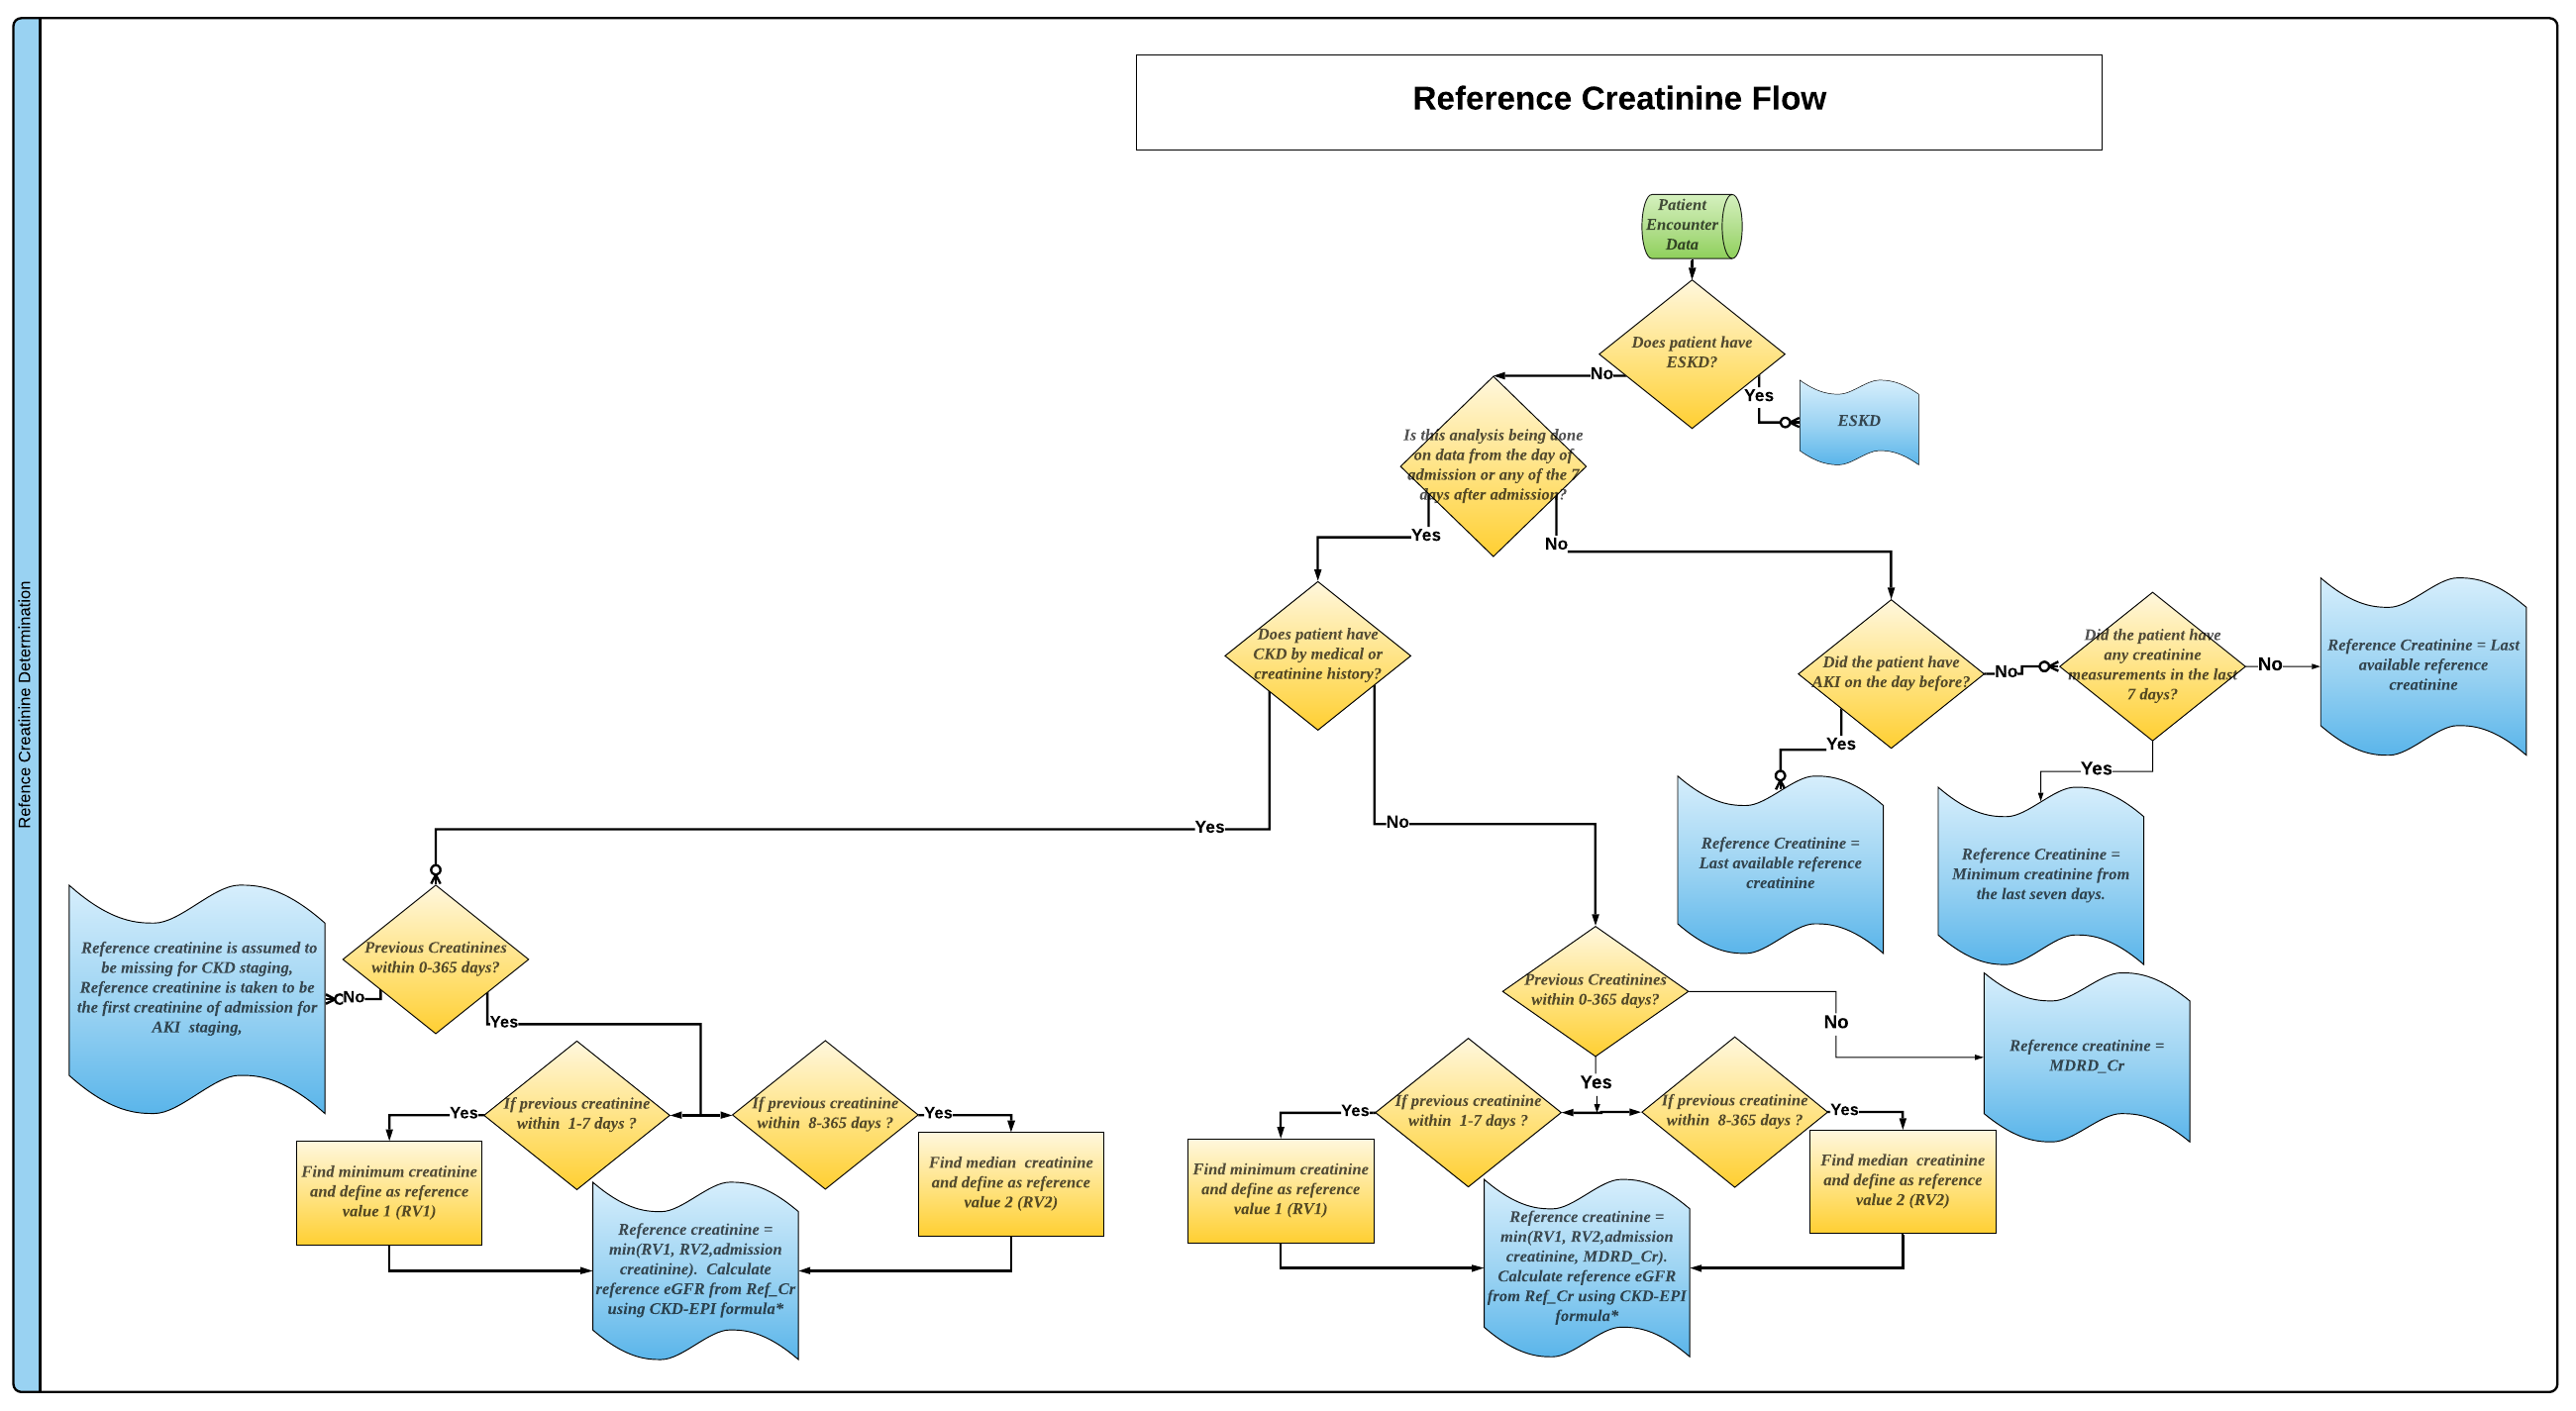 Reference Creatinine Flow
Refence Creatinine Determination
Patient
Encounter
Data
Does patient have
ESKD?
No
Yes
ESKD
Is this analysis being done
on data from the day of
admission or any of the 7
days after admission?
Yes
No
Does patient have
CKD by medical or
creatinine history?
Did the patient have
AKI on the day before?
No
Did the patient have
any creatinine
measurements in the last
7 days?
No
Reference Creatinine = Last
available reference
creatinine
Yes
Yes
Reference Creatinine =
Last available reference
creatinine
Reference Creatinine =
Minimum creatinine from
the last seven days.
Yes
No
Reference creatinine is assumed to
be missing for CKD staging,
Reference creatinine is taken to be
the first creatinine of admission for
AKI  staging,
No
Previous Creatinines
within 0-365 days?
Yes
Previous Creatinines
within 0-365 days?
No
Reference creatinine =
MDRD_Cr
Yes
Yes
If previous creatinine
within  1-7 days ?
If previous creatinine
within  8-365 days ?
Yes
Find minimum creatinine
and define as reference
value 1 (RV1)
Find median  creatinine
and define as reference
value 2 (RV2)
Reference creatinine =
min(RV1, RV2,admission
creatinine).  Calculate
reference eGFR from Ref_Cr
using CKD-EPI formula*
Yes
If previous creatinine
within  1-7 days ?
If previous creatinine
within  8-365 days ?
Yes
Find minimum creatinine
and define as reference
value 1 (RV1)
Find median  creatinine
and define as reference
value 2 (RV2)
Reference creatinine =
min(RV1, RV2,admission
creatinine, MDRD_Cr).
Calculate reference eGFR
from Ref_Cr using CKD-EPI
formula*